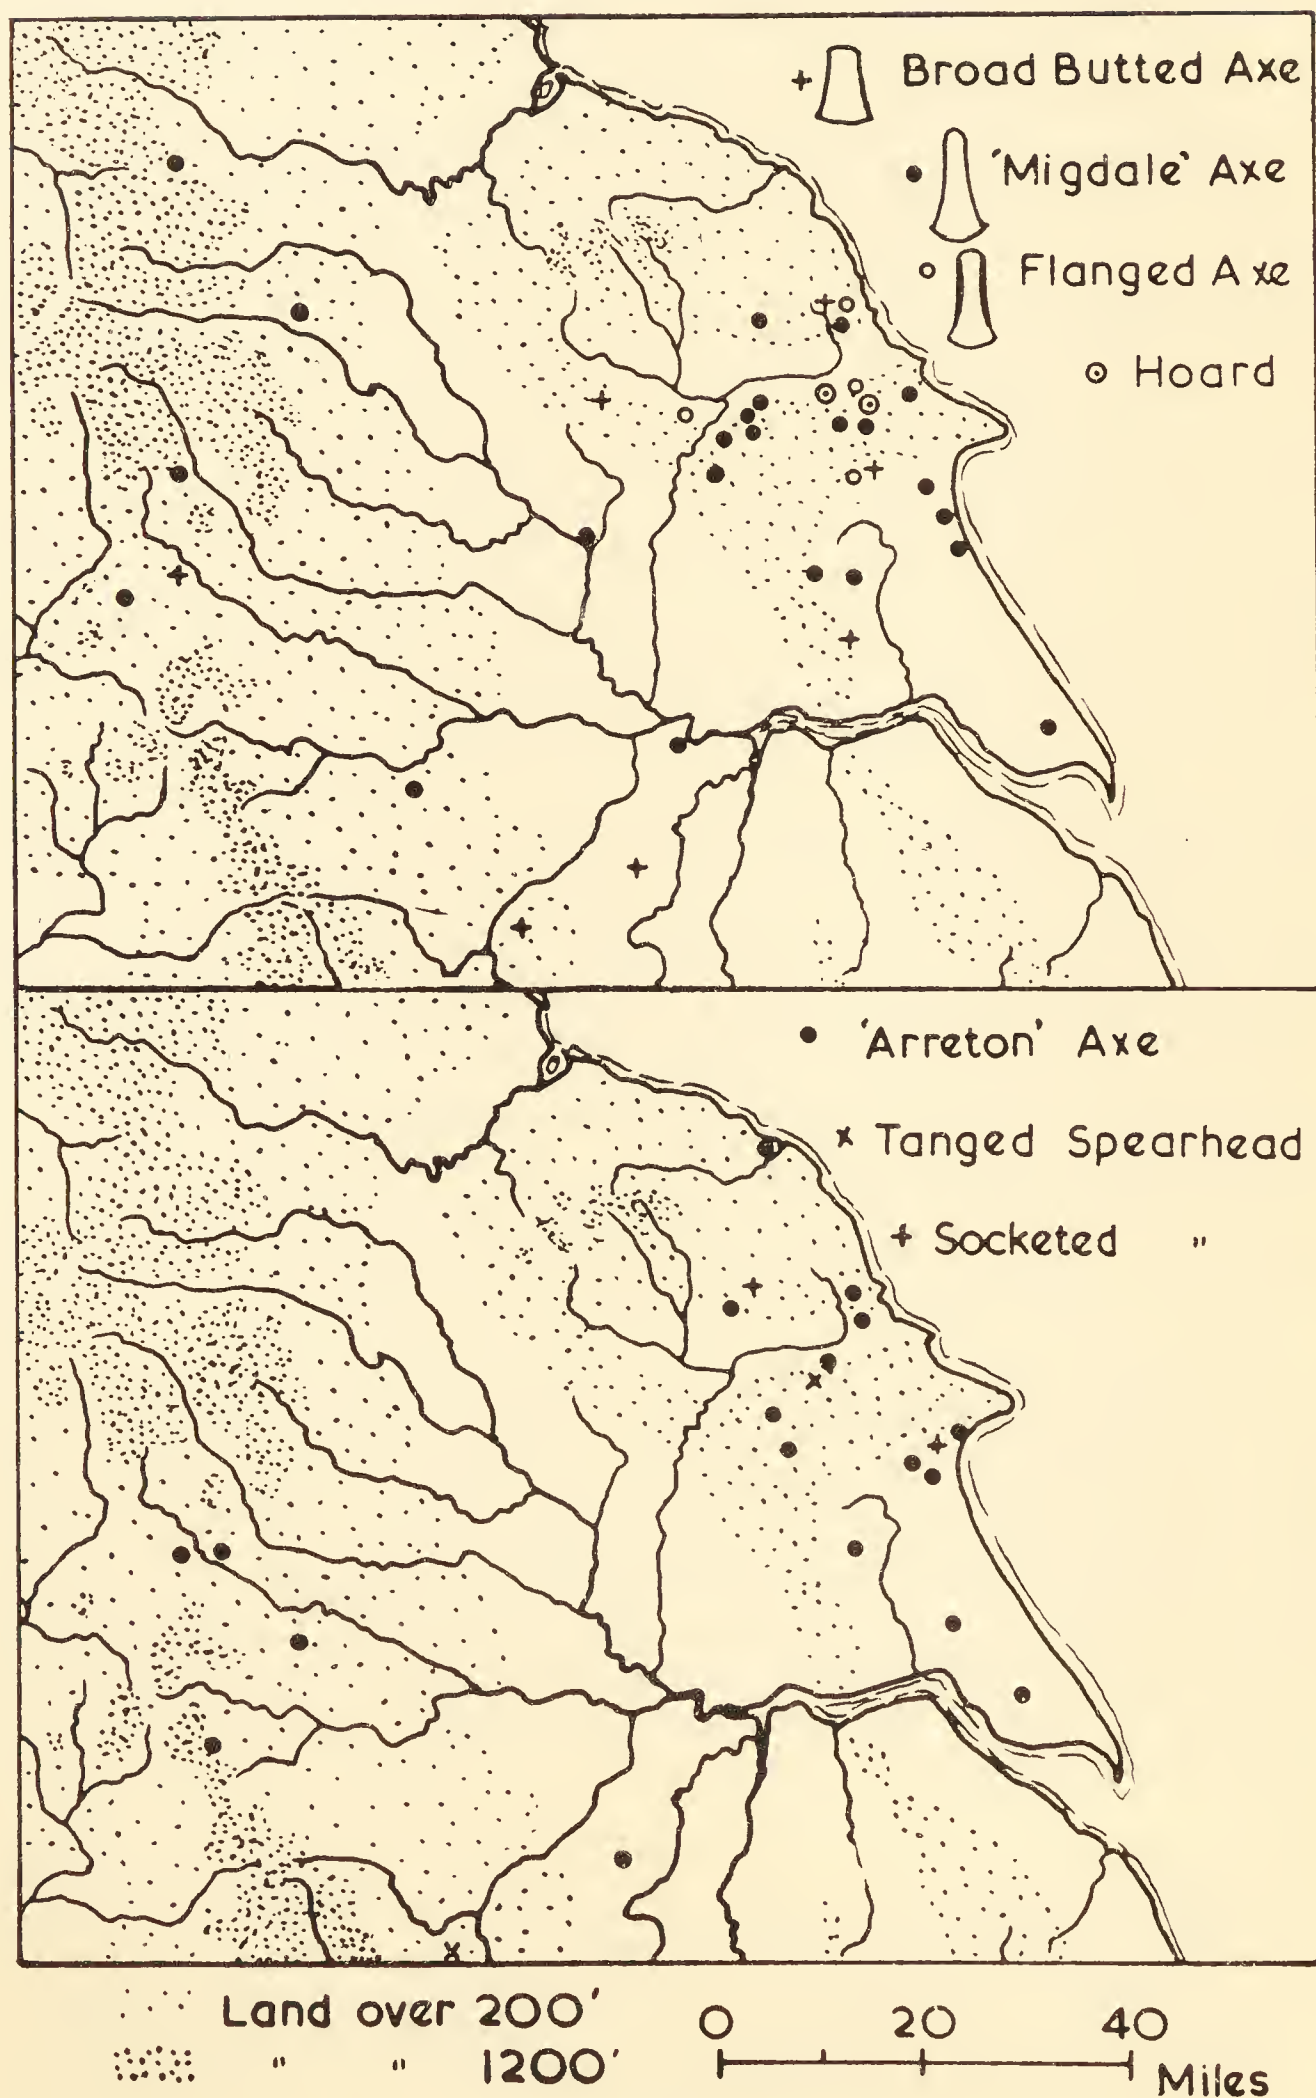 Broad Butted Axe
'Migdale' Axe
Flanged Axe
Hoard
'Arreton' Axe
Tanged Spearhead
Socketed "
Land over 200'
" " 1200'
0 20 40
Miles